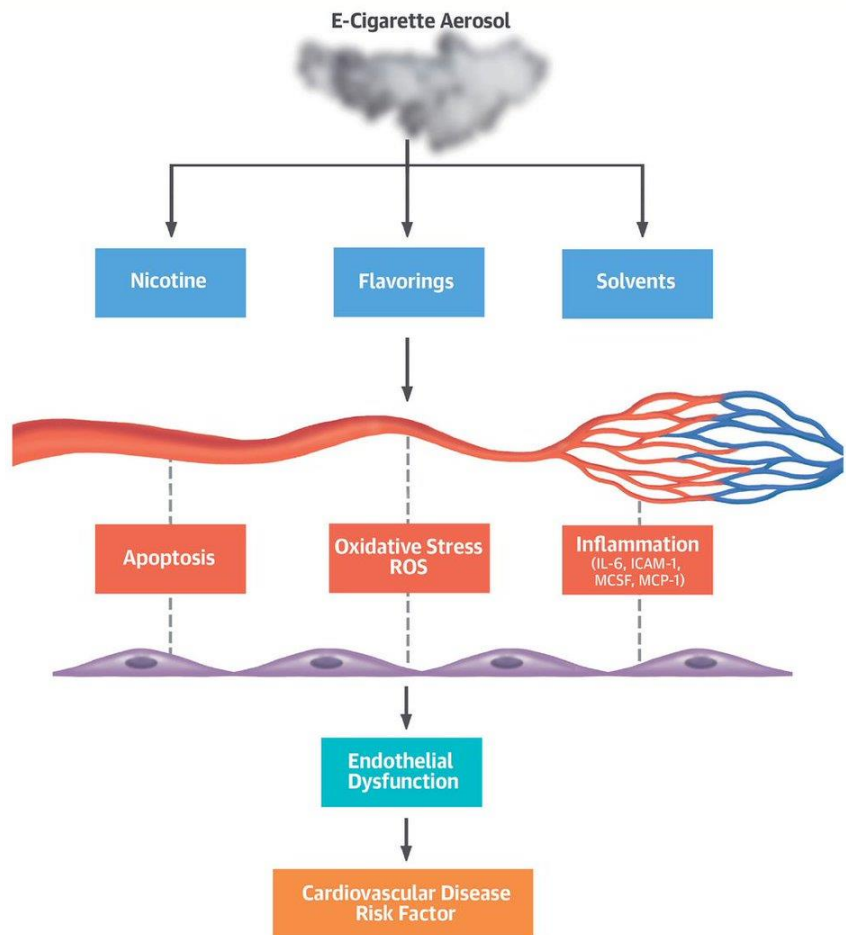 E-Cigarette Aerosol
Nicotine
Flavorings
Solvents
Apoptosis
Oxidative Stress
ROS
Inflammation
(IL-6, ICAM-1,
MCSF, MCP-1)
Endothelial
Dysfunction
Cardiovascular Disease
Risk Factor